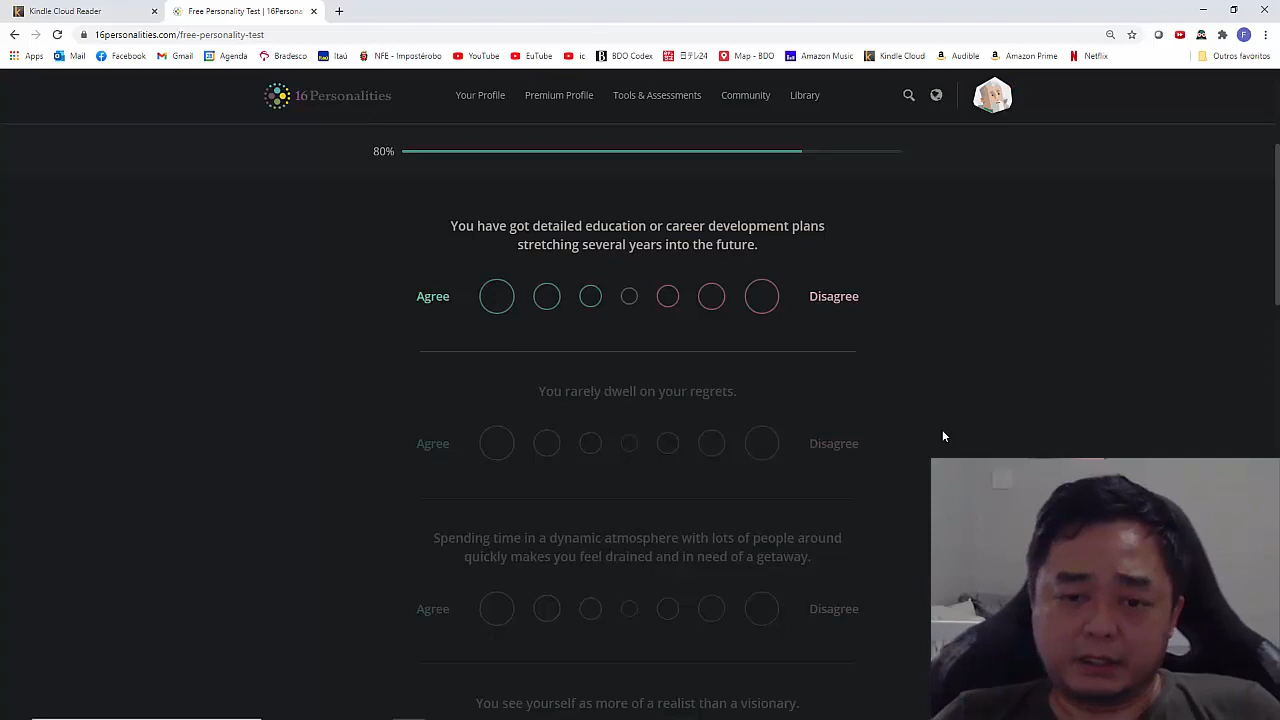 Kindle Cloud Reader
Free Personality Test | 16Persona
16personalities.com/free-personality-test
F
Apps Mail Facebook Gmail Agenda Bradesco Itaú NFE - Impostérobo YouTube EuTube ic BDO Codex 日テレ24 Map - BDO Amazon Music Kindle Cloud Audible Amazon Prime Netflix Outros favoritos
16Personalities Your Profile Premium Profile Tools & Assessments Community Library
80%
You have got detailed education or career development plans
stretching several years into the future.
Agree Disagree
You rarely dwell on your regrets.
Agree Disagree
Spending time in a dynamic atmosphere with lots of people around
quickly makes you feel drained and in need of a getaway.
Agree Disagree
You see yourself as more of a realist than a visionary.